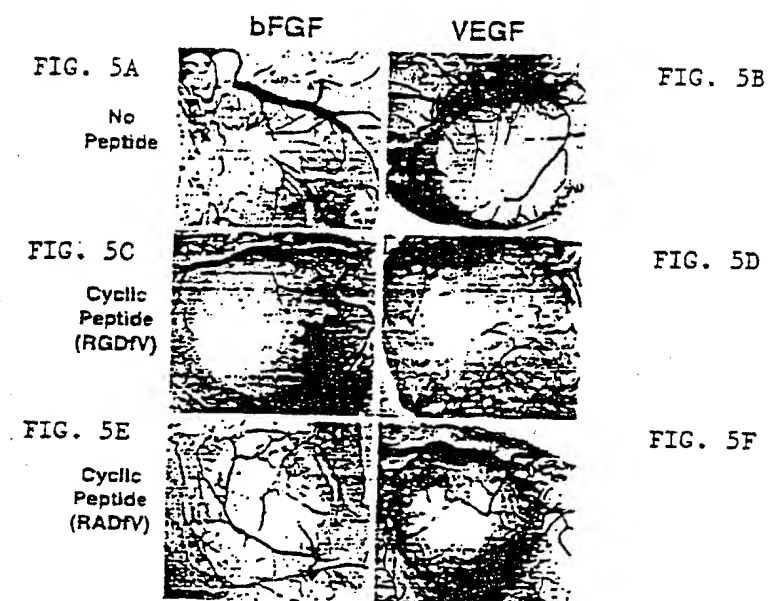 bFGF VEGF
FIG. 5A
FIG. 5B
No
Peptide
FIG. 5C
FIG. 5D
Cyclic
Peptide
(RGDfV)
FIG. 5E
FIG. 5F
Cyclic
Peptide
(RADfV)